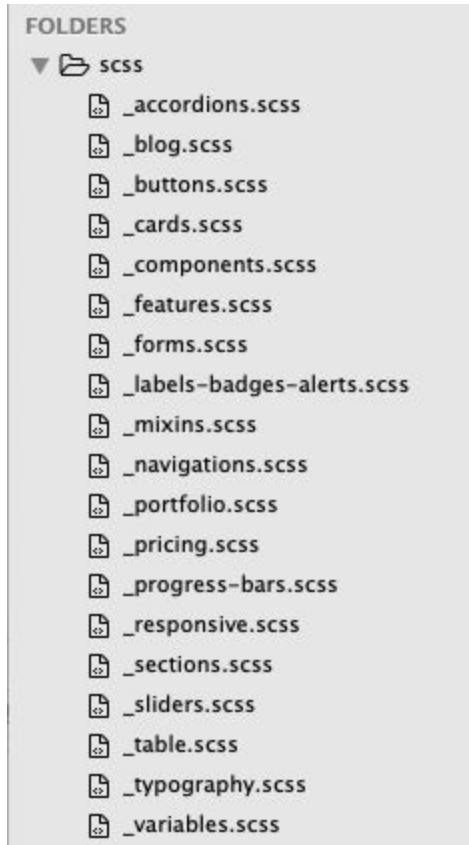 FOLDERS
scss
_accordions.scss
_blog.scss
_buttons.scss
_cards.scss
_components.scss
_features.scss
_forms.scss
_labels-badges-alerts.scss
_mixins.scss
_navigations.scss
_portfolio.scss
_pricing.scss
_progress-bars.scss
_responsive.scss
_sections.scss
_sliders.scss
_table.scss
_typography.scss
_variables.scss